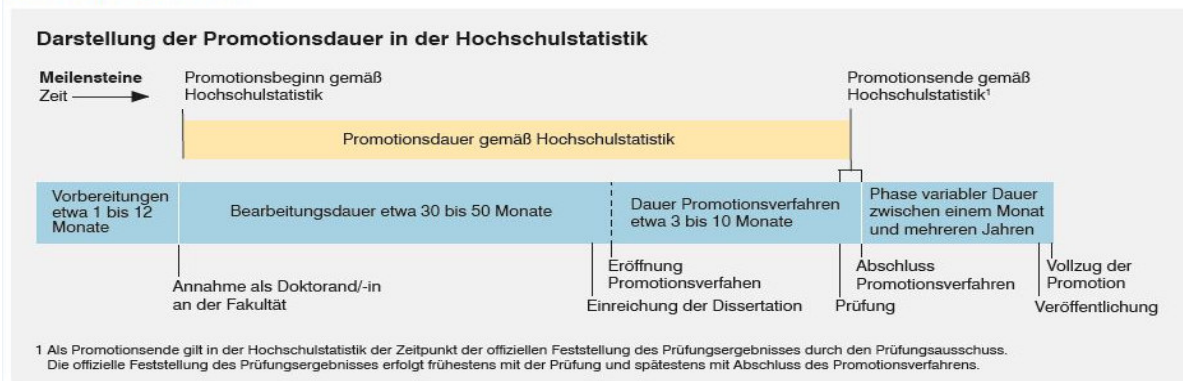 Darstellung der Promotionsdauer in der Hochschulstatistik
Meilensteine
Zeit
Promotionsbeginn gemäß
Hochschulstatistik
Promotionsende gemäß
Hochschulstatistik¹
Promotionsdauer gemäß Hochschulstatistik
Vorbereitungen
etwa 1 bis 12
Monate
Bearbeitungsdauer etwa 30 bis 50 Monate
Dauer Promotionsverfahren
etwa 3 bis 10 Monate
Phase variabler Dauer
zwischen einem Monat
und mehreren Jahren
Annahme als Doktorand/-in
an der Fakultät
Eröffnung
Promotionsverfahen
Einreichung der Dissertation
Abschluss
Promotionsverfahren
Prüfung
Vollzug der
Promotion
Veröffentlichung
1 Als Promotionsende gilt in der Hochschulstatistik der Zeitpunkt der offiziellen Feststellung des Prüfungsergebnisses durch den Prüfungsausschuss.
Die offizielle Feststellung des Prüfungsergebnisses erfolgt frühestens mit der Prüfung und spätestens mit Abschluss des Promotionsverfahrens.